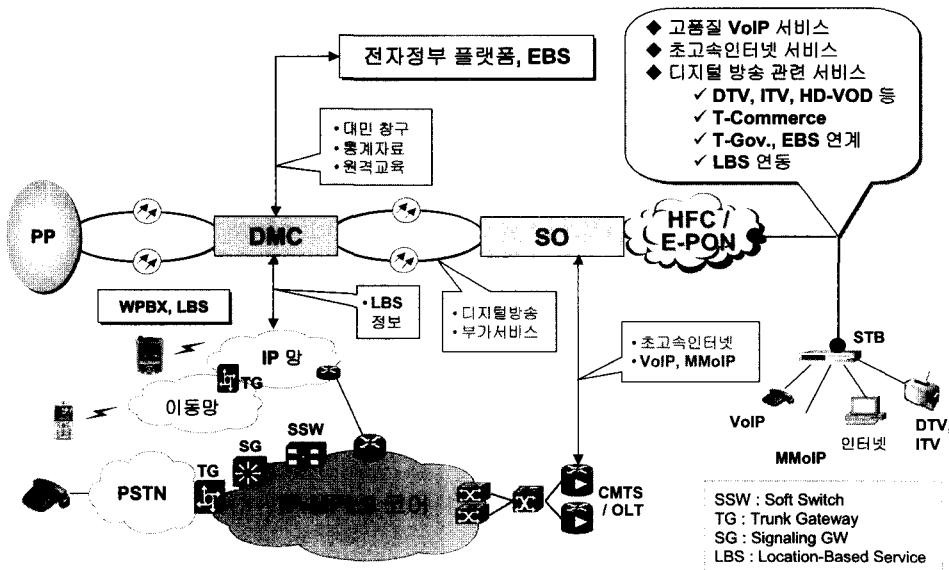 ◆ 고품질 VoIP 서비스
◆ 초고속인터넷 서비스
◆ 디지털 방송 관련 서비스
✓ DTV, ITV, HD-VOD 등
✓ T-Commerce
✓ T-Gov., EBS 연계
✓ LBS 연동
전자정부 플랫폼, EBS
• 대민 창구
• 통계자료
• 원격교육
PP
DMC
SO
HFC /
E-PON
WPBX, LBS
• LBS
정보
• 디지털방송
• 부가서비스
• 초고속인터넷
• VoIP, MMoIP
IP 망
TG
이동망
STB
VoIP
MMoIP
인터넷
DTV,
ITV
SSW
SG
TG
PSTN
코어
CMTS
/ OLT
SSW : Soft Switch
TG : Trunk Gateway
SG : Signaling GW
LBS : Location-Based Service